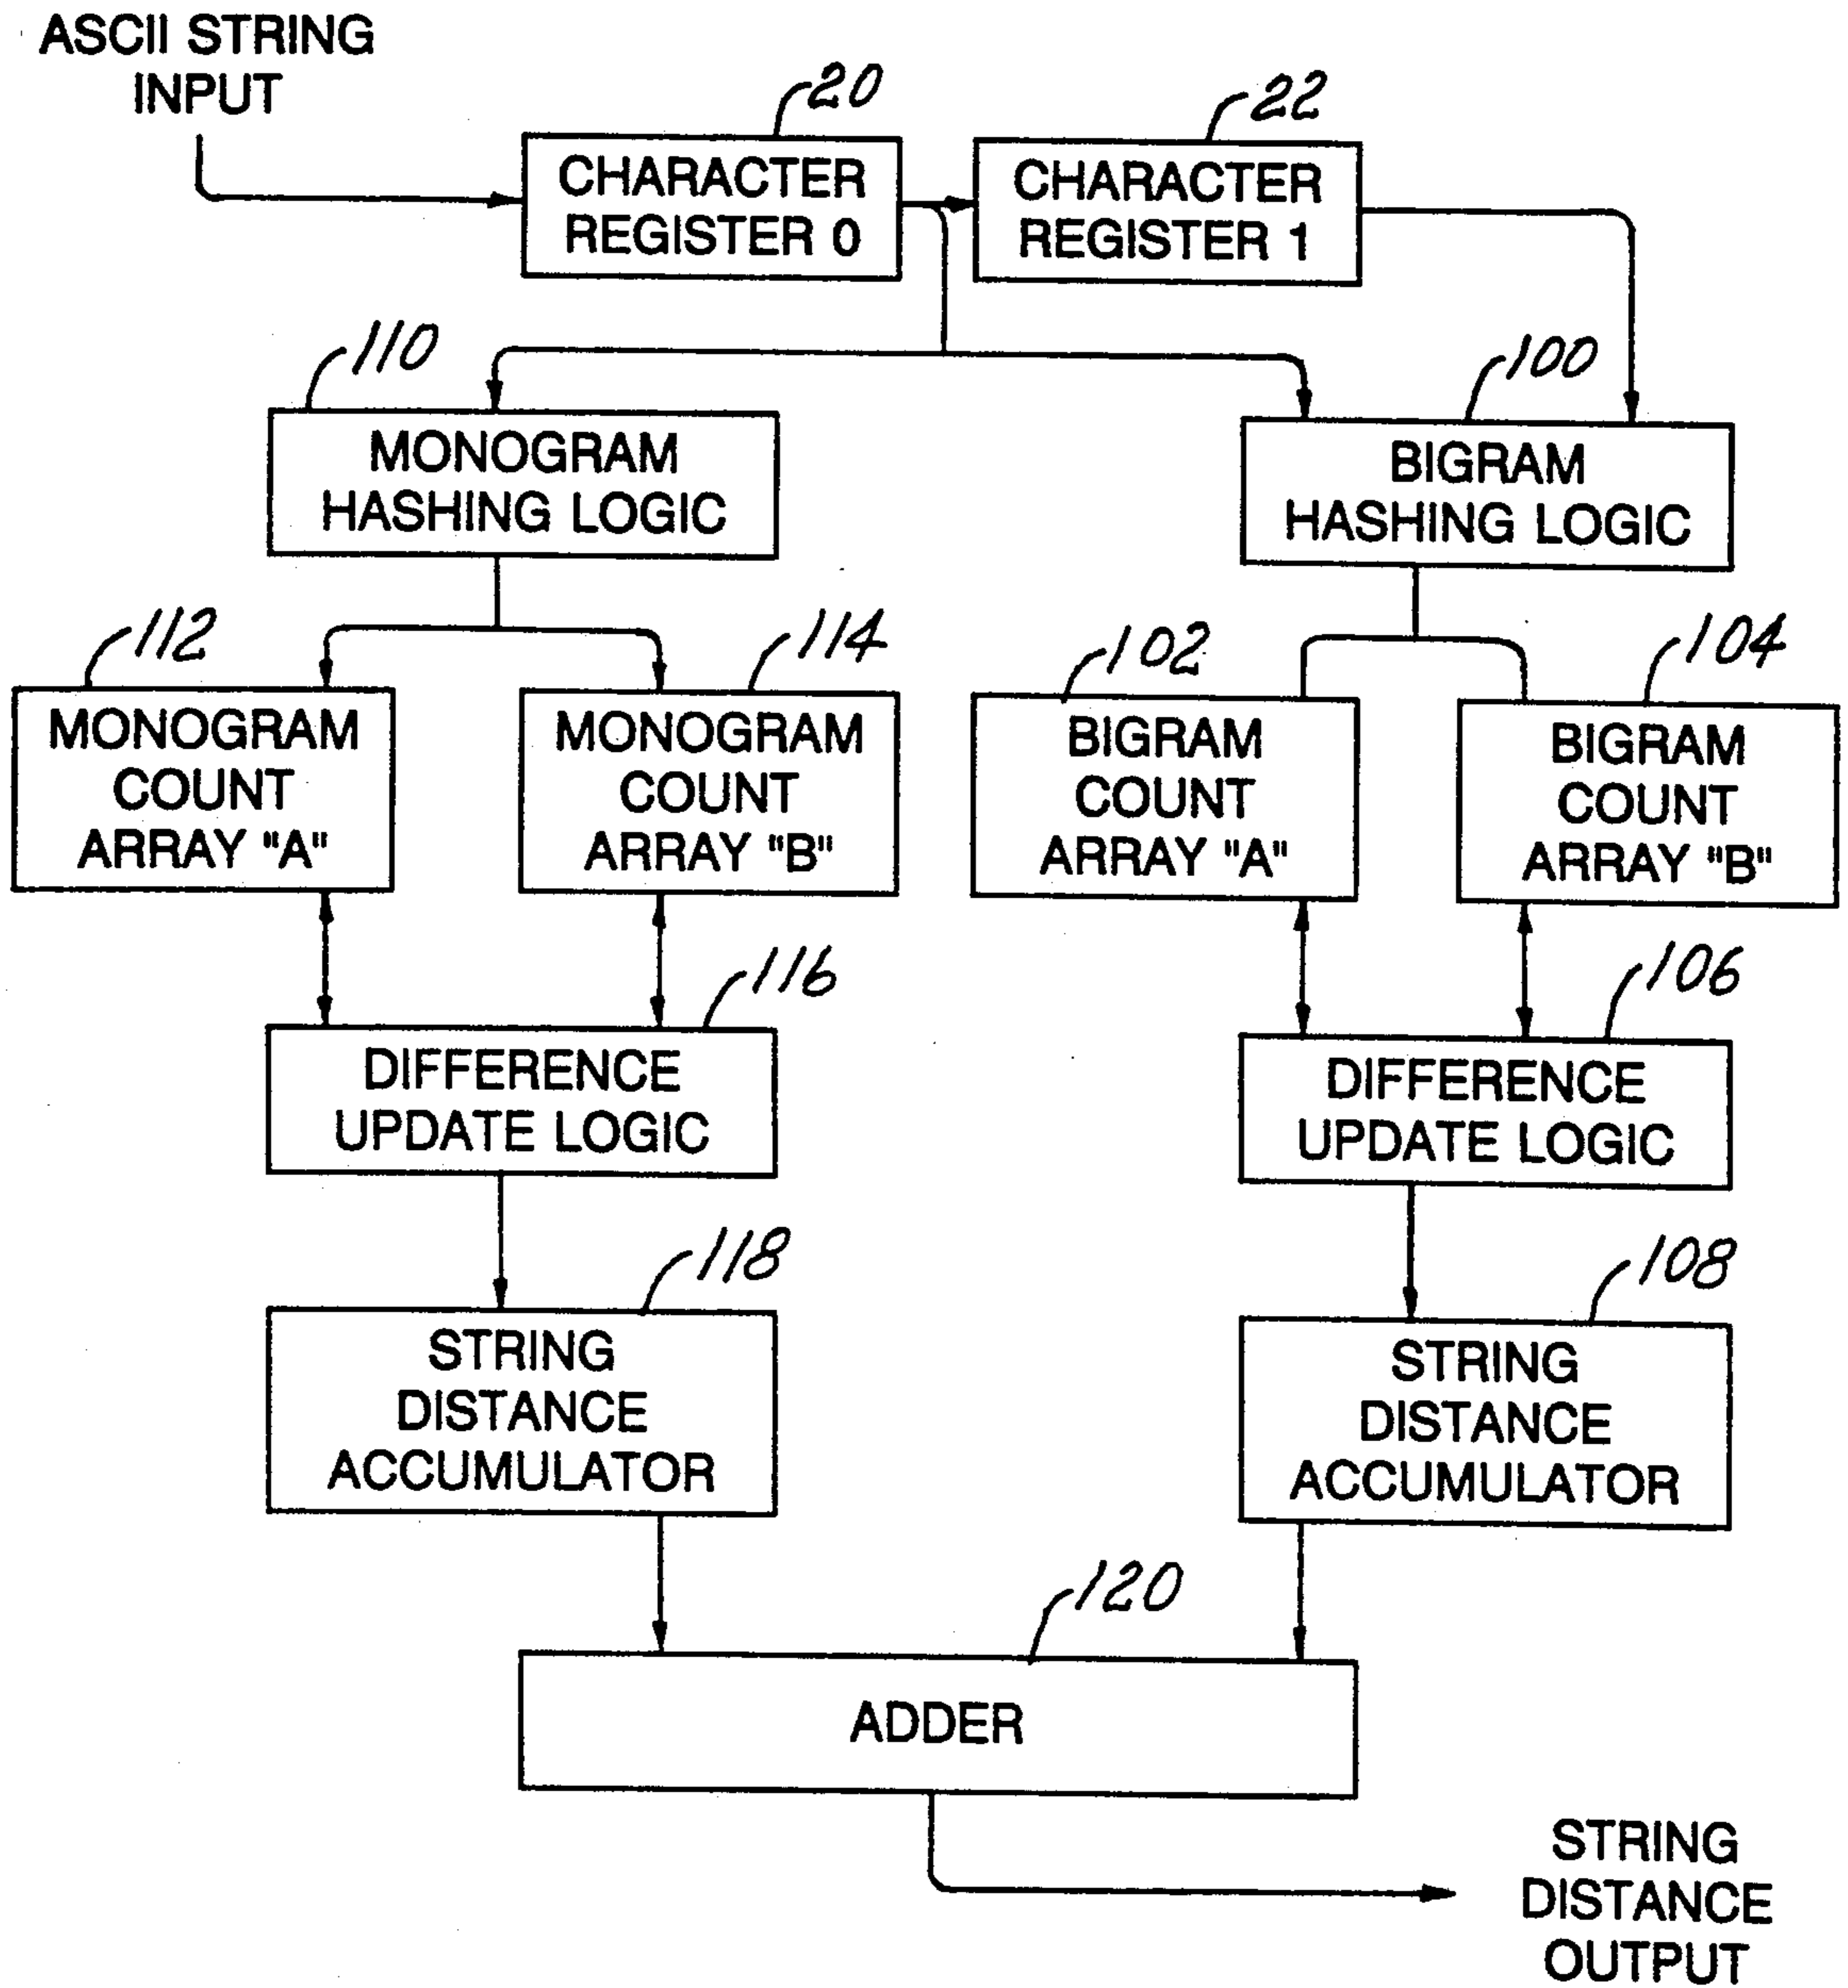 ASCII STRING
INPUT
20
22
CHARACTER
REGISTER 0
CHARACTER
REGISTER 1
110
100
MONOGRAM
HASHING LOGIC
BIGRAM
HASHING LOGIC
112
114
102
104
MONOGRAM
COUNT
ARRAY "A"
MONOGRAM
COUNT
ARRAY "B"
BIGRAM
COUNT
ARRAY "A"
BIGRAM
COUNT
ARRAY "B"
116
106
DIFFERENCE
UPDATE LOGIC
DIFFERENCE
UPDATE LOGIC
118
108
STRING
DISTANCE
ACCUMULATOR
STRING
DISTANCE
ACCUMULATOR
120
ADDER
STRING
DISTANCE
OUTPUT